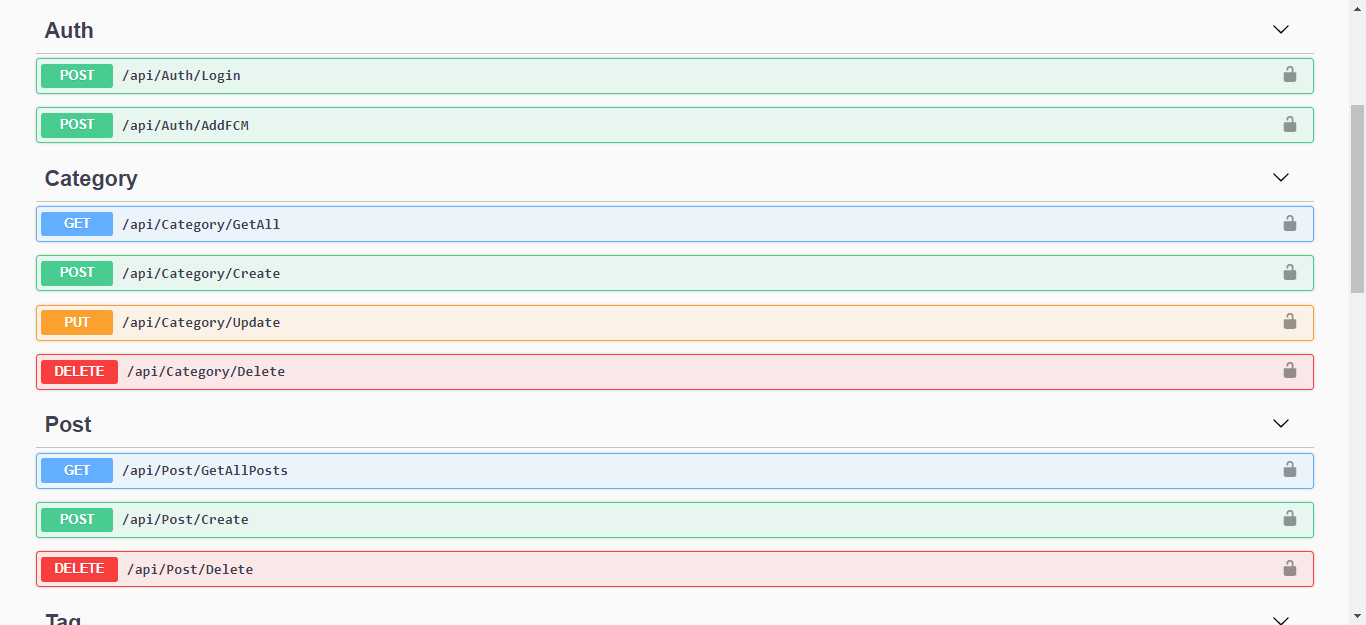 Auth
POST /api/Auth/Login
POST /api/Auth/AddFCM
Category
GET /api/Category/GetAll
POST /api/Category/Create
PUT /api/Category/Update
DELETE /api/Category/Delete
Post
GET /api/Post/GetAllPosts
POST /api/Post/Create
DELETE /api/Post/Delete
Tag